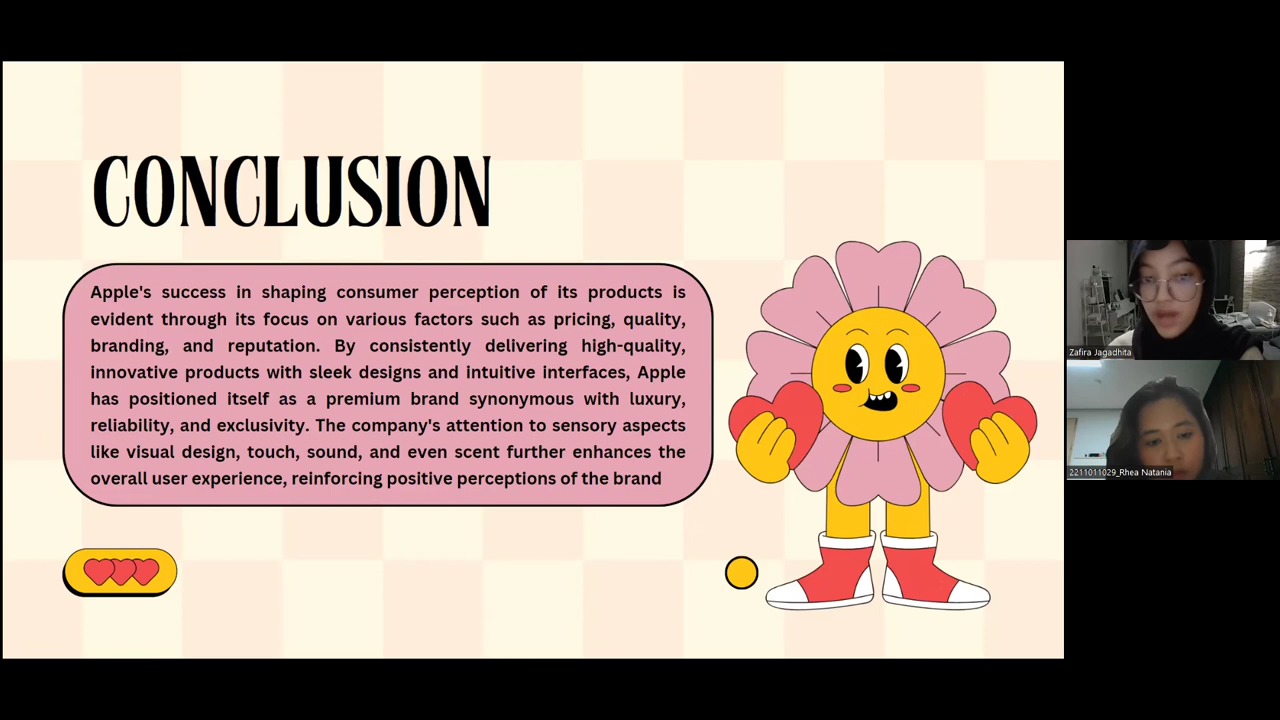 CONCLUSION
Apple's success in shaping consumer perception of its products is
evident through its focus on various factors such as pricing, quality,
branding, and reputation. By consistently delivering high-quality,
innovative products with sleek designs and intuitive interfaces, Apple
has positioned itself as a premium brand synonymous with luxury,
reliability, and exclusivity. The company's attention to sensory aspects
like visual design, touch, sound, and even scent further enhances the
overall user experience, reinforcing positive perceptions of the brand
Zafira Jagadhita
2211011029_Rhea Natania